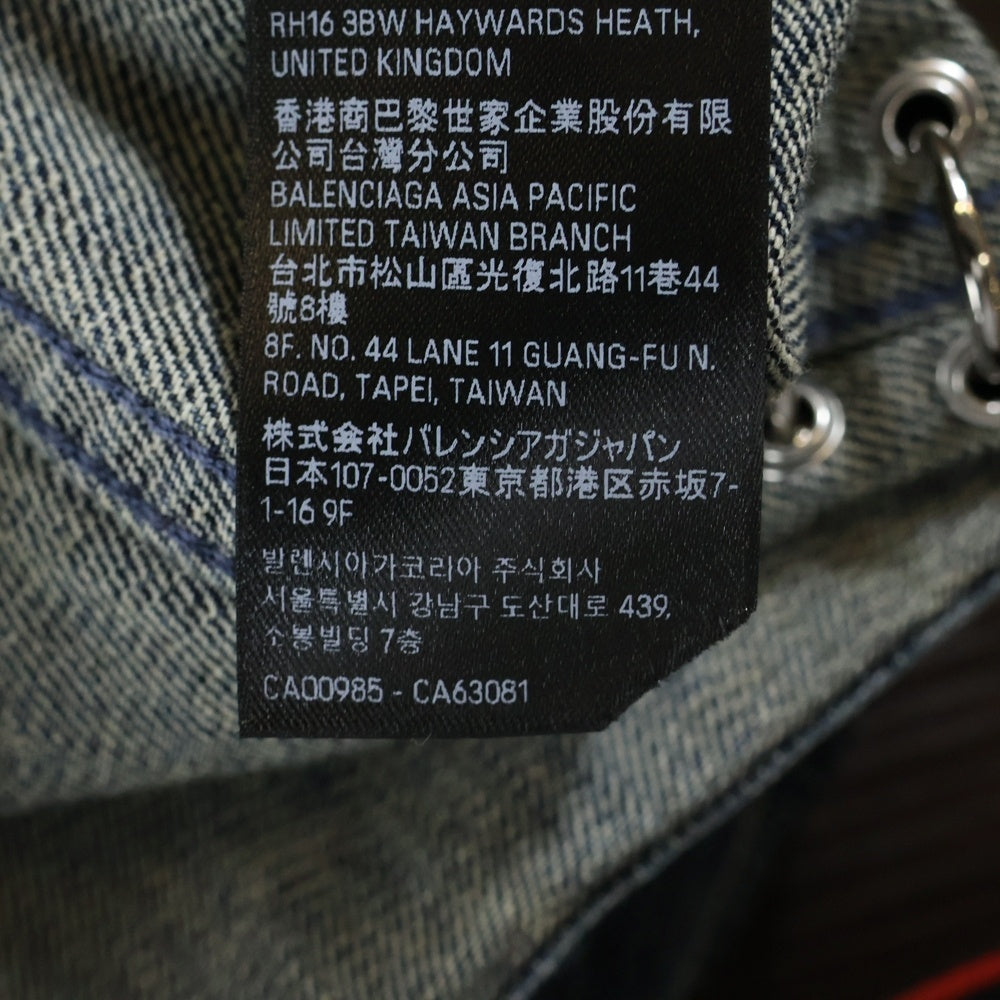 RH16 3BW HAYWARDS HEATH,
UNITED KINGDOM
香港商巴黎世家企業股份有限
公司台灣分公司
BALENCIAGA ASIA PACIFIC
LIMITED TAIWAN BRANCH
台北市松山區光復北路11巷44
號8樓
8F. NO. 44 LANE 11 GUANG-FU N.
ROAD, TAPEI, TAIWAN
株式会社バレンシアガジャパン
日本107-0052東京都港区赤坂7-
1-16 9F
발렌시아가코리아 주식회사
서울특별시 강남구 도산대로 439,
소봉빌딩 7층
CA00985 - CA63081